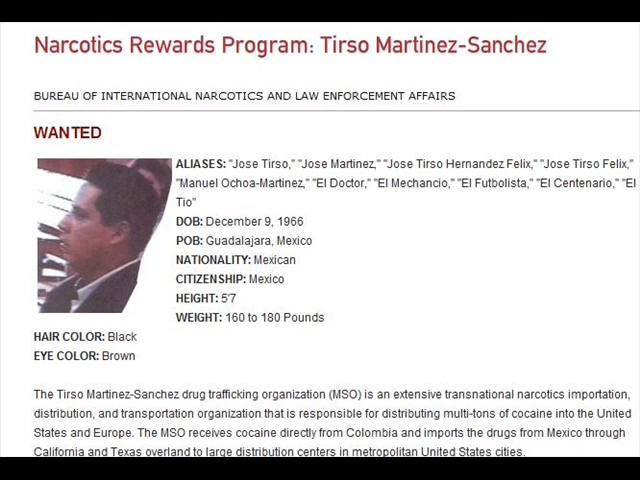 Narcotics Rewards Program: Tirso Martinez-Sanchez
BUREAU OF INTERNATIONAL NARCOTICS AND LAW ENFORCEMENT AFFAIRS
WANTED
ALIASES: "Jose Tirso," "Jose Martinez," "Jose Tirso Hernandez Felix," "Jose Tirso Felix,"
"Manuel Ochoa-Martinez," "El Doctor," "El Mechancio," "El Futbolista," "El Centenario," "El
Tio"
DOB: December 9, 1966
POB: Guadalajara, Mexico
NATIONALITY: Mexican
CITIZENSHIP: Mexico
HEIGHT: 5'7
WEIGHT: 160 to 180 Pounds
HAIR COLOR: Black
EYE COLOR: Brown
The Tirso Martinez-Sanchez drug trafficking organization (MSO) is an extensive transnational narcotics importation,
distribution, and transportation organization that is responsible for distributing multi-tons of cocaine into the United
States and Europe. The MSO receives cocaine directly from Colombia and imports the drugs from Mexico through
California and Texas overland to large distribution centers in metropolitan United States cities.